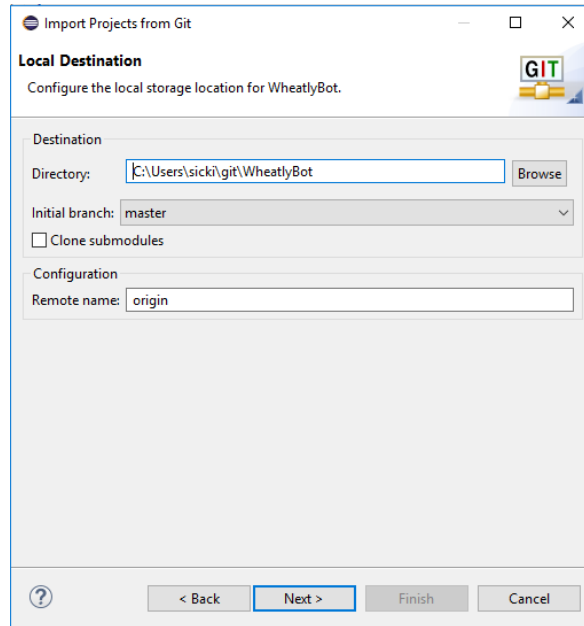 Import Projects from Git
Local Destination
GIT
Configure the local storage location for WheatlyBot.
Destination
Directory: C:\Users\sicki\git\WheatlyBot Browse
Initial branch: master
Clone submodules
Configuration
Remote name: origin
? < Back Next > Finish Cancel